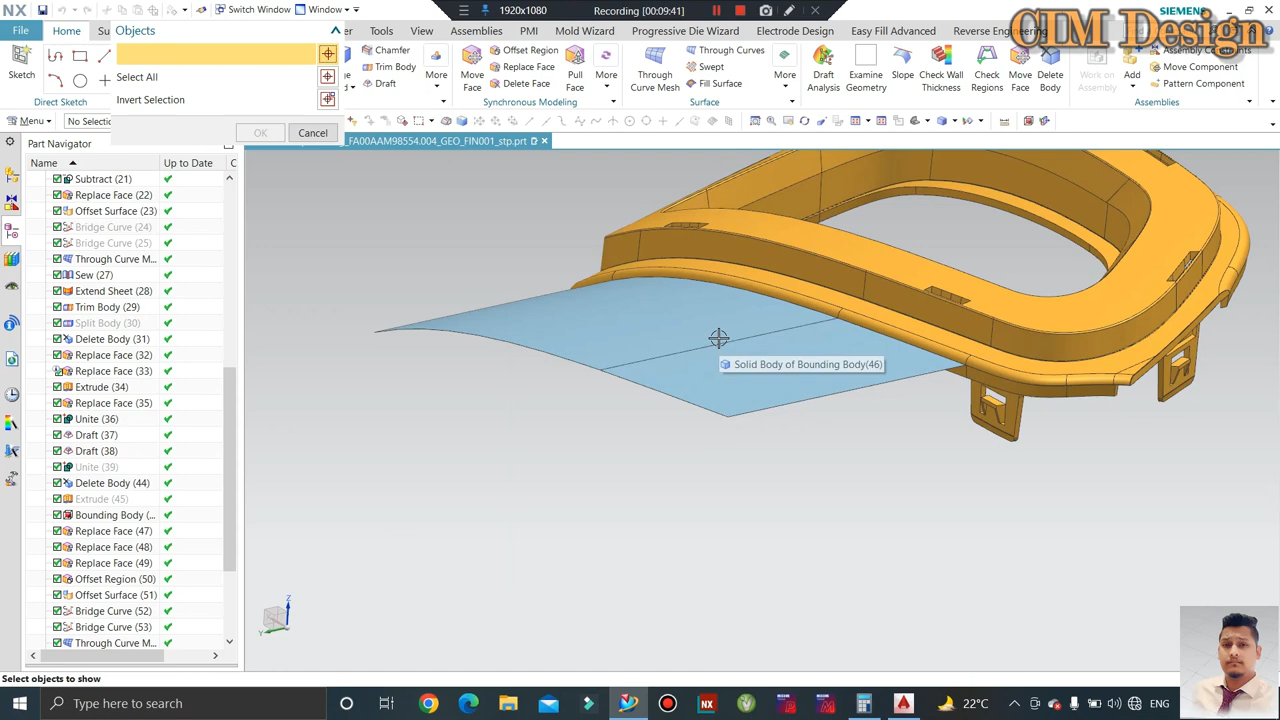 NX
Switch Window
Window
1920x1080
Recording [00:09:41]
SIEMENS
CIM Design
File
Home
Objects
Tools
Assemblies
PMI
Mold Wizard
Progressive Die Wizard
Electrode Design
Easy Fill Advanced
Reverse Engineering
Sketch
Select All
Invert Selection
Direct Sketch
OK
Cancel
Chamfer
Trim Body
Draft
More
Offset Region
Replace Face
Delete Face
Move Face
Pull Face
More
Synchronous Modeling
Through Curve Mesh
Through Curves
Swept
Fill Surface
More
Surface
Draft Analysis
Examine Geometry
Slope
Check Wall Thickness
Check Regions
Move Face
Delete Body
Work on Assembly
Add
Assembly Constraints
Move Component
Pattern Component
Assemblies
Menu
No Selectio
_FA00AAM98554.004_GEO_FIN001_stp.prt
Part Navigator
Name
Up to Date
C
Subtract (21)
Replace Face (22)
Offset Surface (23)
Bridge Curve (24)
Bridge Curve (25)
Through Curve M...
Sew (27)
Extend Sheet (28)
Trim Body (29)
Split Body (30)
Delete Body (31)
Replace Face (32)
Replace Face (33)
Extrude (34)
Replace Face (35)
Unite (36)
Draft (37)
Draft (38)
Unite (39)
Delete Body (44)
Extrude (45)
Bounding Body (...
Replace Face (47)
Replace Face (48)
Replace Face (49)
Offset Region (50)
Offset Surface (51)
Bridge Curve (52)
Bridge Curve (53)
Through Curve M...
Solid Body of Bounding Body(46)
Z
Y
Select objects to show
Type here to search
22°C
ENG